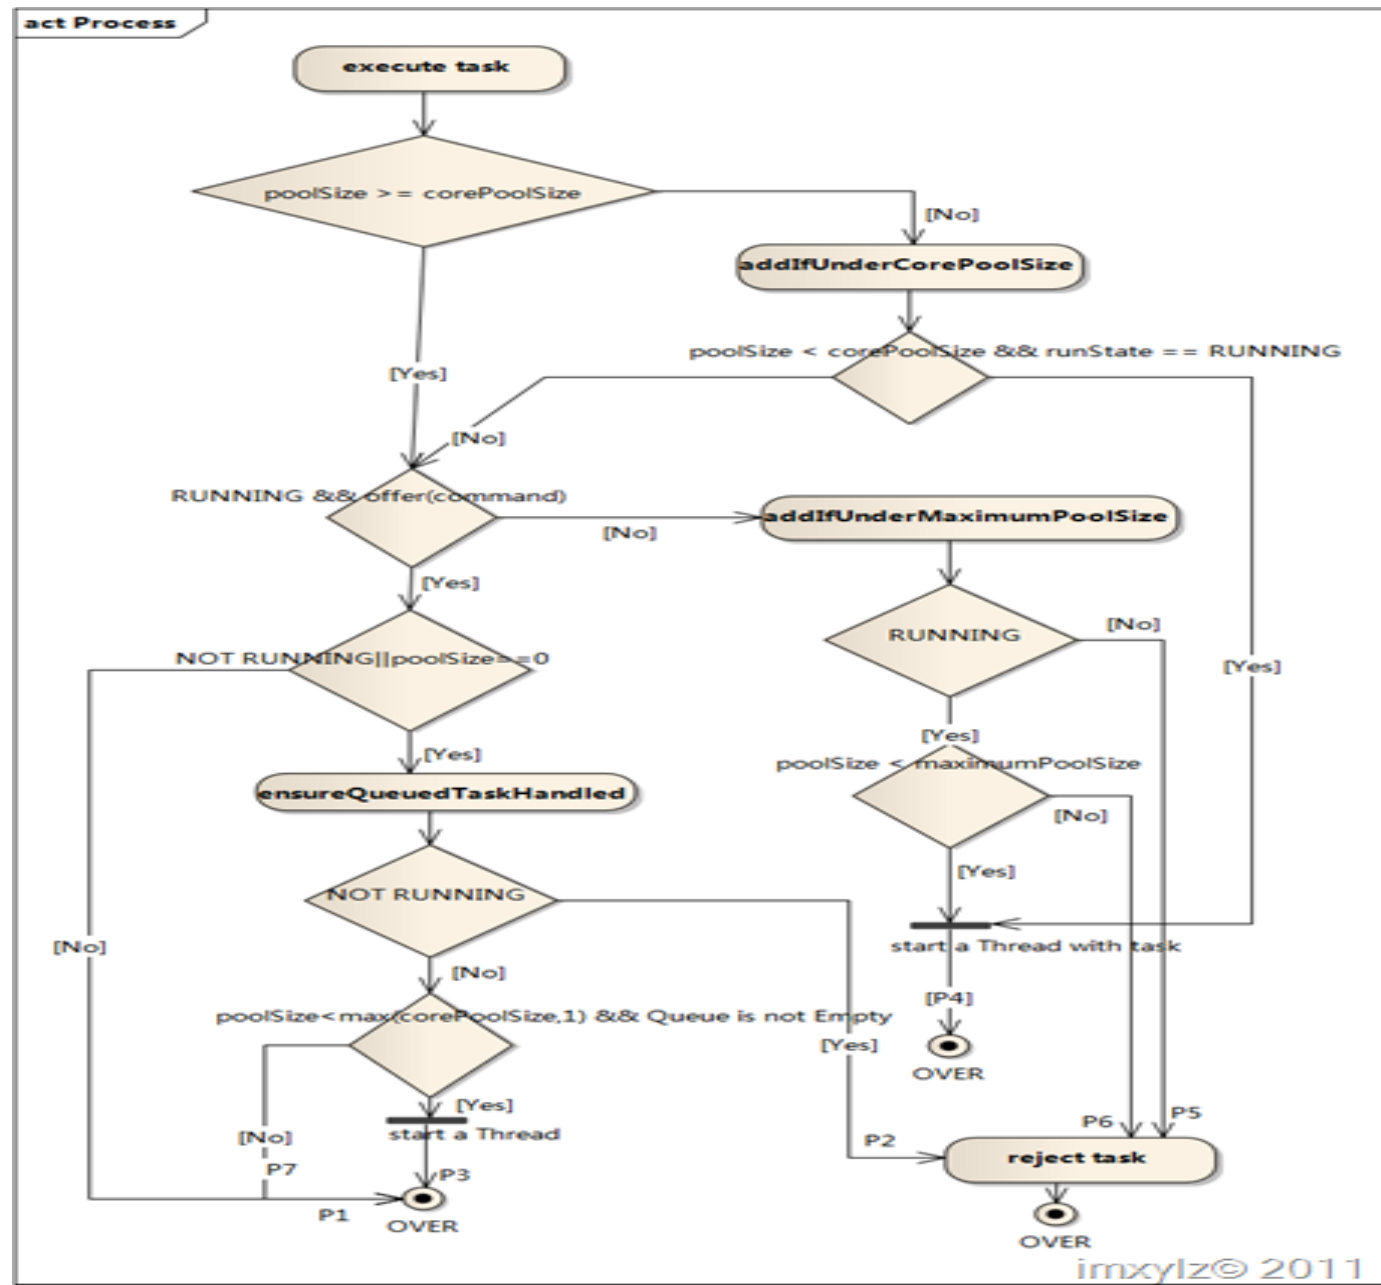 act Process
execute task
poolSize >= corePoolSize
[No]
addIfUnderCorePoolSize
poolSize < corePoolSize && runState == RUNNING
[Yes]
[No]
RUNNING && offer(command)
addIfUnderMaximumPoolSize
[No]
[Yes]
RUNNING
[No]
NOT RUNNING||poolSize==0
[Yes]
[Yes]
[Yes]
poolSize < maximumPoolSize
ensureQueuedTaskHandled
[No]
[Yes]
NOT RUNNING
[No]
start a Thread with task
[No]
[P4]
poolSize<max(corePoolSize,1) && Queue is not Empty
[Yes]
OVER
[Yes]
P6
P5
start a Thread
[No]
P2
reject task
P7
P3
P1
OVER
OVER
imxylz© 2011